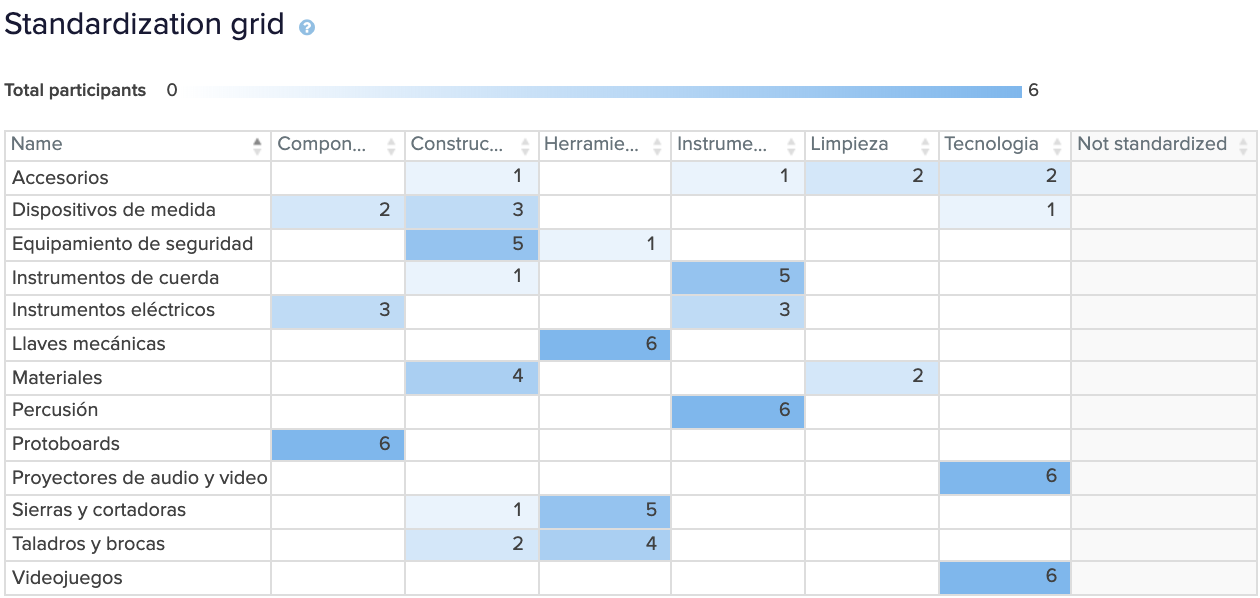 Standardization grid ?
Total participants 0 6
Name Compon... Construc... Herramie... Instrume... Limpieza Tecnologia Not standardized
Accesorios 1 1 2 2
Dispositivos de medida 2 3 1
Equipamiento de seguridad 5 1
Instrumentos de cuerda 1 5
Instrumentos eléctricos 3 3
Llaves mecánicas 6
Materiales 4 2
Percusión 6
Protoboards 6
Proyectores de audio y video 6
Sierras y cortadoras 1 5
Taladros y brocas 2 4
Videojuegos 6